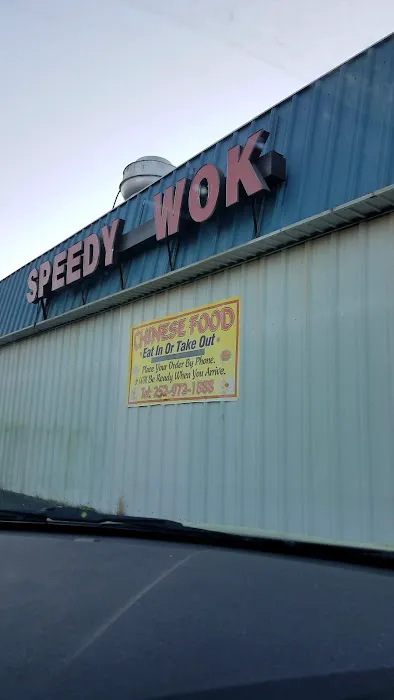 SPEEDY WOK
CHINESE FOOD
Eat In Or Take Out
Place Your Order By Phone.
Will Be Ready When You Arrive.
Tel: